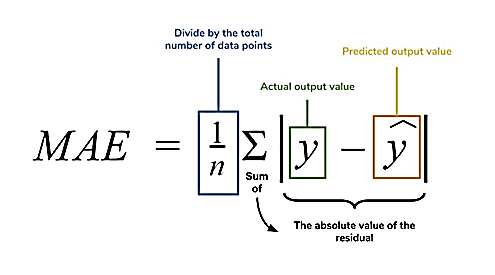 Divide by the total
number of data points
Predicted output value
Actual output value
MAE = 1/n Σ |y − ŷ|
Sum
of
The absolute value of the
residual